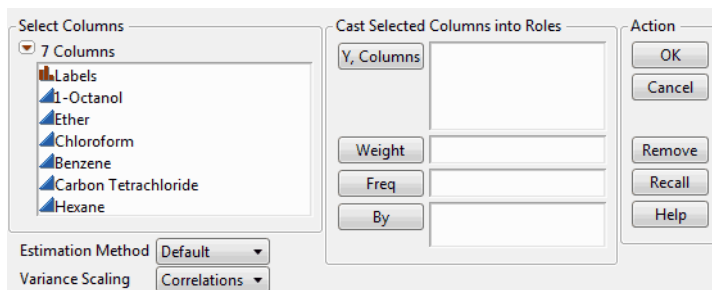 Select Columns
7 Columns
Labels
1-Octanol
Ether
Chloroform
Benzene
Carbon Tetrachloride
Hexane
Estimation Method Default
Variance Scaling Correlations
Cast Selected Columns into Roles
Y, Columns
Weight
Freq
By
Action
OK
Cancel
Remove
Recall
Help